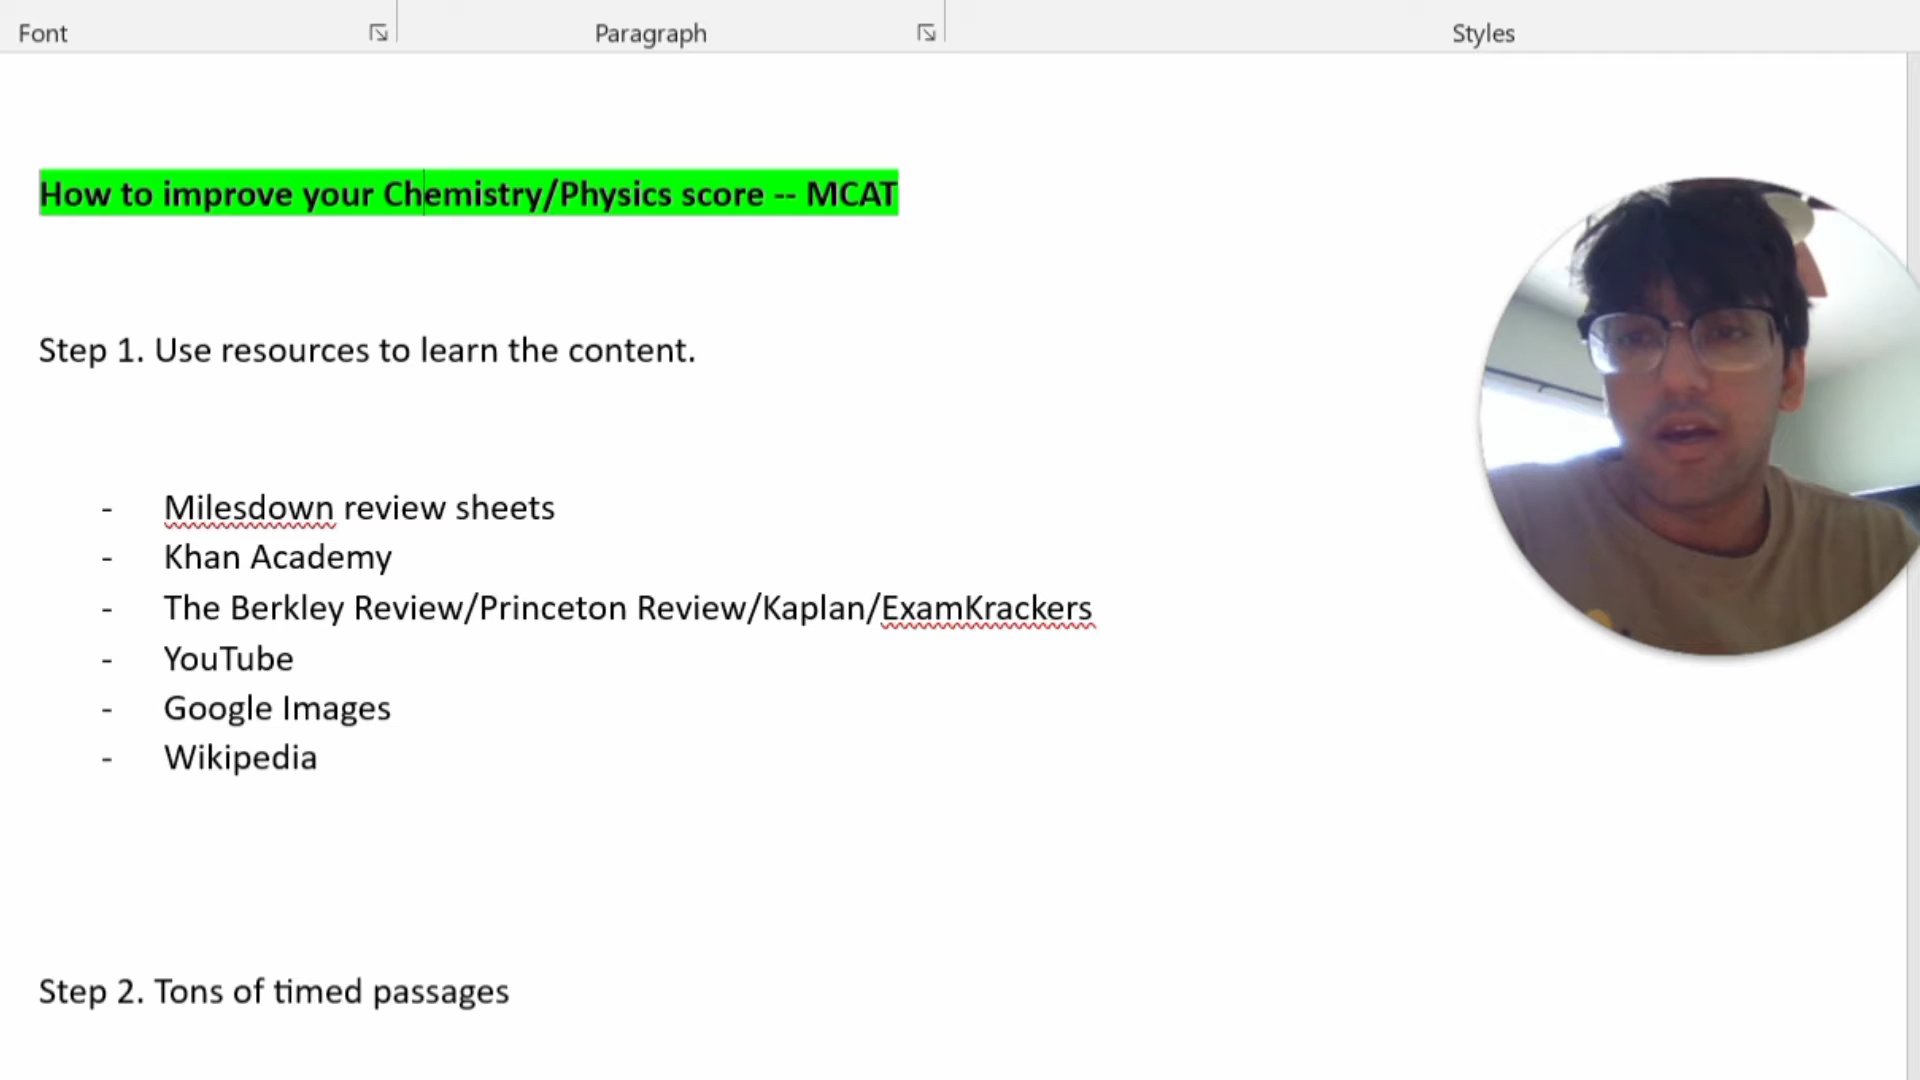 Font Paragraph Styles
How to improve your Chemistry/Physics score -- MCAT
Step 1. Use resources to learn the content.
- Milesdown review sheets
- Khan Academy
- The Berkley Review/Princeton Review/Kaplan/ExamKrackers
- YouTube
- Google Images
- Wikipedia
Step 2. Tons of timed passages